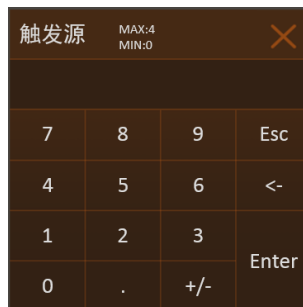 触发源 MAX:4
MIN:0
7 8 9 Esc
4 5 6 <-
1 2 3
Enter
0 . +/-